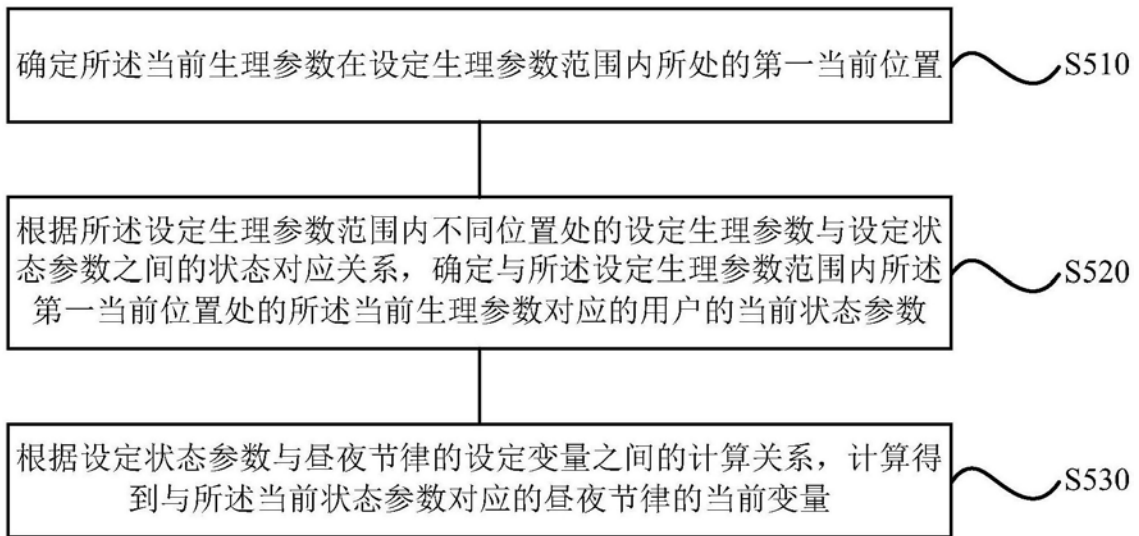 确定所述当前生理参数在设定生理参数范围内所处的第一当前位置
S510
根据所述设定生理参数范围内不同位置处的设定生理参数与设定状
态参数之间的状态对应关系，确定与所述设定生理参数范围内所述
第一当前位置处的所述当前生理参数对应的用户的当前状态参数
S520
根据设定状态参数与昼夜节律的设定变量之间的计算关系，计算得
到与所述当前状态参数对应的昼夜节律的当前变量
S530